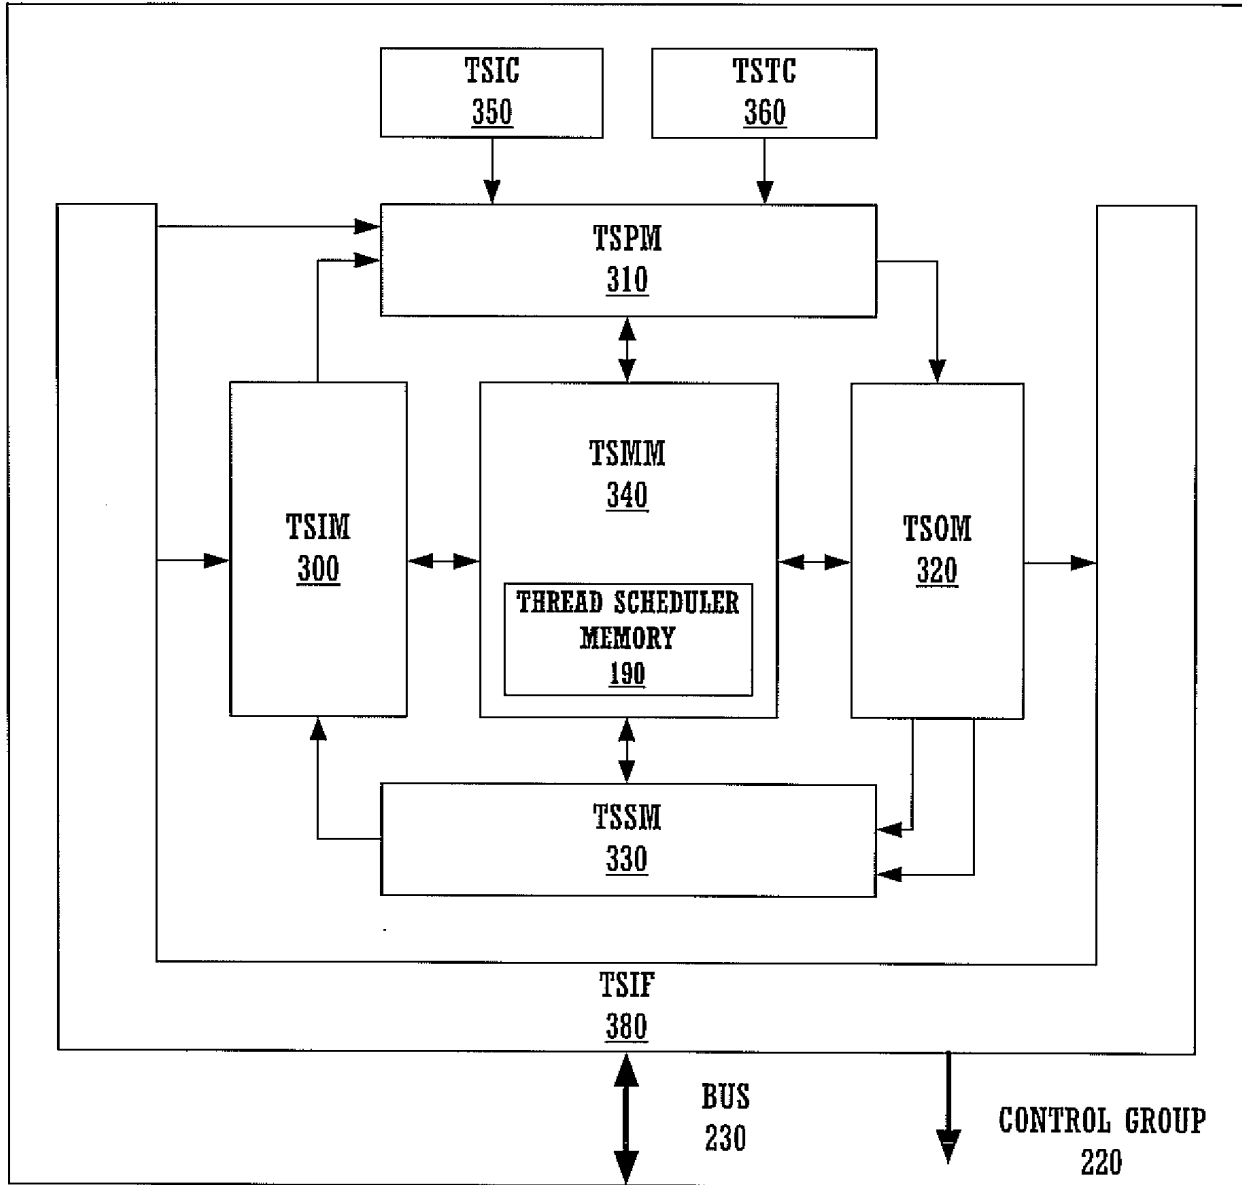 TSIC
350
TSTC
360
TSPM
310
TSMM
340
TSIM
300
TSOM
320
THREAD SCHEDULER
MEMORY
190
TSSM
330
TSIF
380
BUS
230
CONTROL GROUP
220